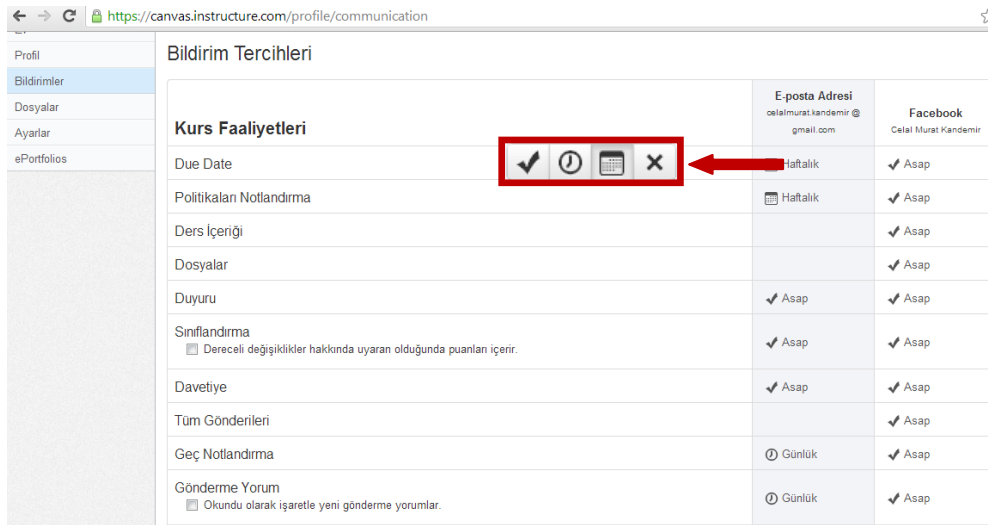 https://canvas.instructure.com/profile/communication
Profil
Bildirimler
Dosyalar
Ayarlar
ePortfolios
Bildirim Tercihleri
Kurs Faaliyetleri
E-posta Adresi
celalmurat.kandemir @
gmail.com
Facebook
Celal Murat Kandemir
Due Date
Haftalık
Asap
Politikaları Notlandırma
Haftalık
Asap
Ders İçeriği
Asap
Dosyalar
Asap
Duyuru
Asap
Asap
Sınıflandırma
Dereceli değişiklikler hakkında uyaran olduğunda puanları içerir.
Asap
Asap
Davetiye
Asap
Asap
Tüm Gönderileri
Asap
Geç Notlandırma
Günlük
Asap
Gönderme Yorum
Okundu olarak işaretle yeni gönderme yorumlar.
Günlük
Asap